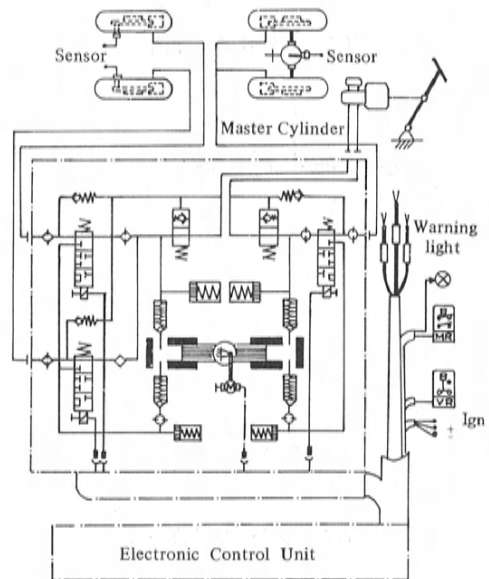 Sensor
Sensor
Master Cylinder
Warning
light
MR
VR
Ign
Electronic Control Unit